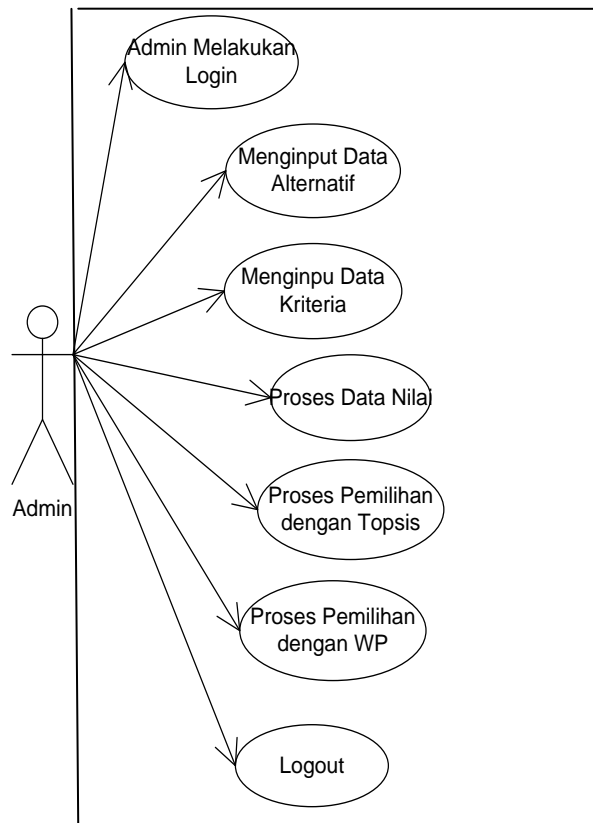 Admin Melakukan
Login
Menginput Data
Alternatif
Menginpu Data
Kriteria
Proses Data Nilai
Proses Pemilihan
dengan Topsis
Admin
Proses Pemilihan
dengan WP
Logout